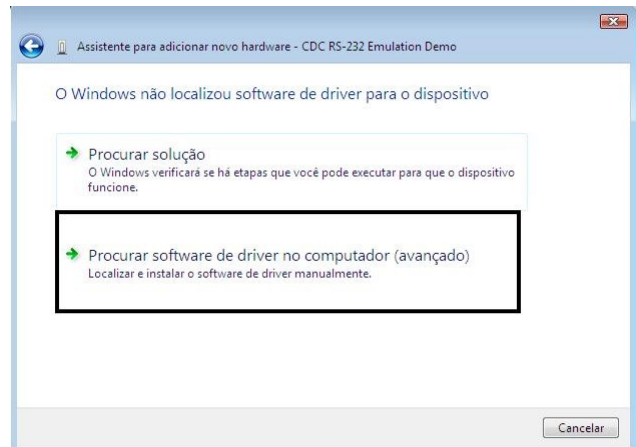 Assistente para adicionar novo hardware - CDC RS-232 Emulation Demo
O Windows não localizou software de driver para o dispositivo
Procurar solução
O Windows verificará se há etapas que você pode executar para que o dispositivo
funcione.
Procurar software de driver no computador (avançado)
Localizar e instalar o software de driver manualmente.
Cancelar